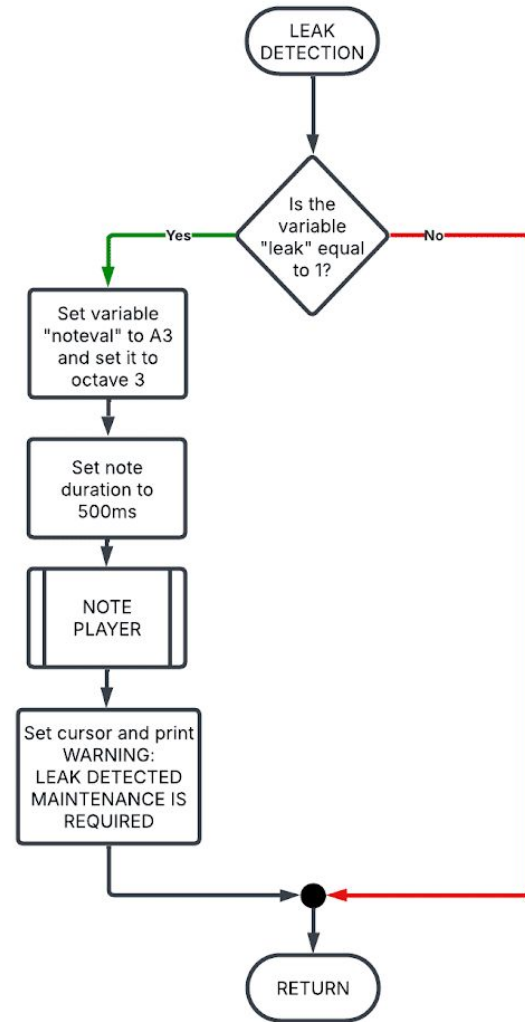 LEAK
DETECTION
Is the
variable
"leak" equal
to 1?
Yes
No
Set variable
"noteval" to A3
and set it to
octave 3
Set note
duration to
500ms
NOTE
PLAYER
Set cursor and print
WARNING:
LEAK DETECTED
MAINTENANCE IS
REQUIRED
RETURN